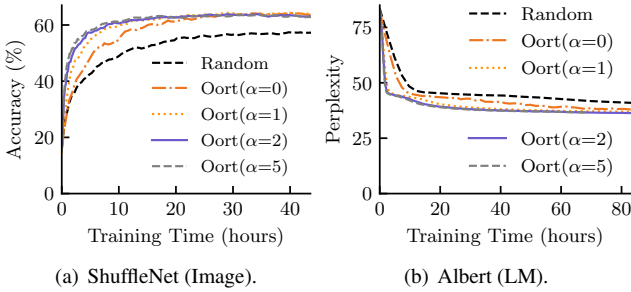 Accuracy (%)
60
40
20
0
Random
Oort(α=0)
Oort(α=1)
Oort(α=2)
Oort(α=5)
0 10 20 30 40
Training Time (hours)
(a) ShuffleNet (Image).
Perplexity
75
50
25
0
Random
Oort(α=0)
Oort(α=1)
Oort(α=2)
Oort(α=5)
0 20 40 60 80
Training Time (hours)
(b) Albert (LM).